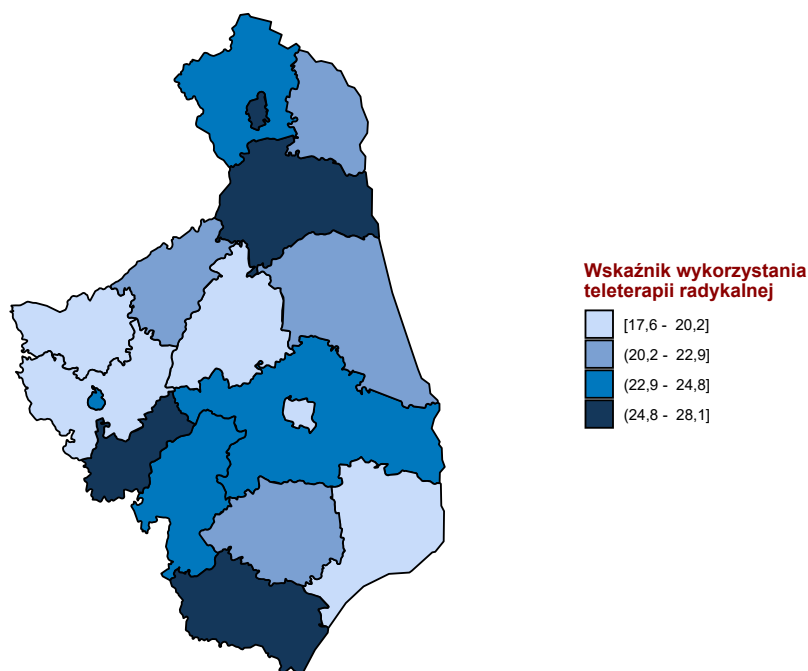 Wskaźnik wykorzystania
teleterapii radykalnej
[17,6 - 20,2]
(20,2 - 22,9]
(22,9 - 24,8]
(24,8 - 28,1]